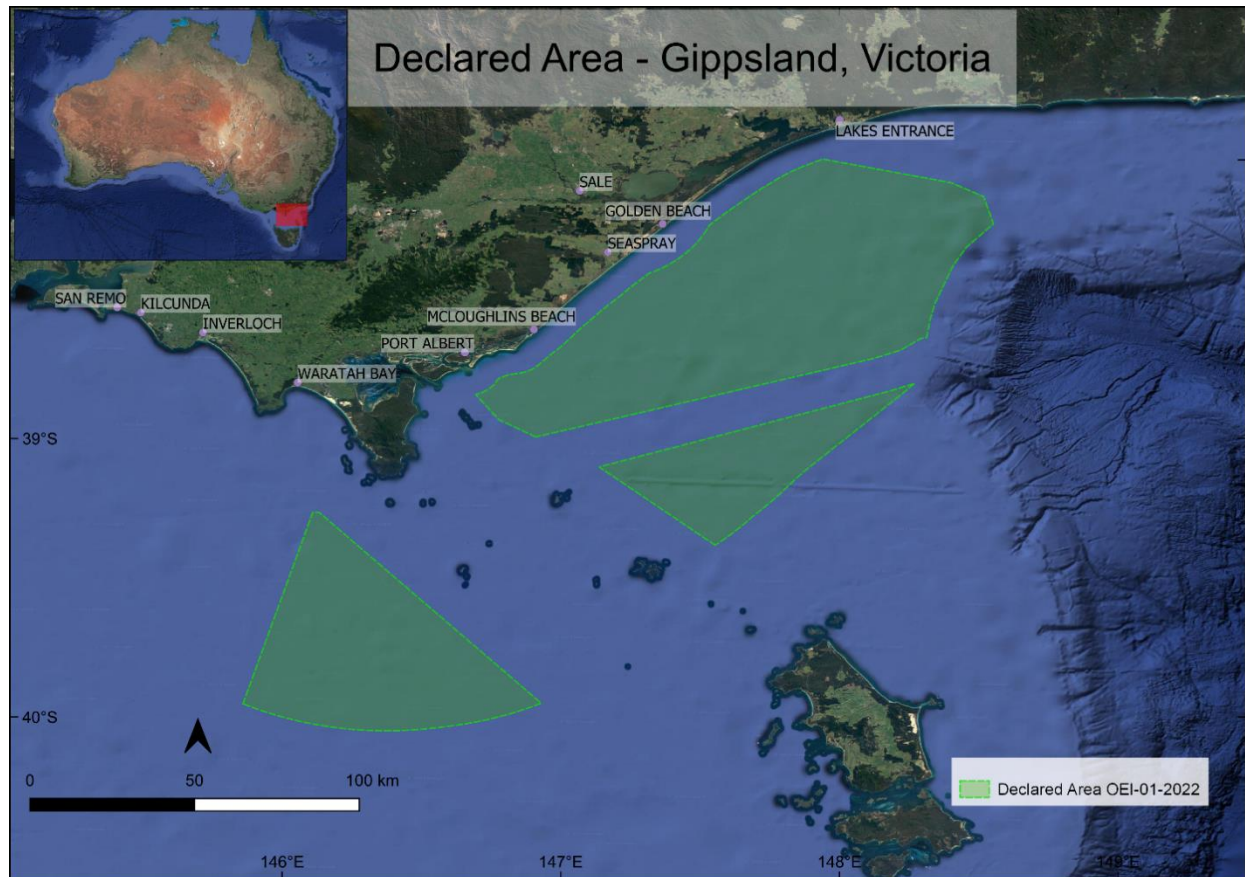 Declared Area - Gippsland, Victoria
LAKES ENTRANCE
SALE
GOLDEN BEACH
SEASPRAY
SAN REMO
KILCUNDA
INVERLOCH
MCLOUGHLINS BEACH
PORT ALBERT
WARATAH BAY
39°S
40°S
0 50 100 km
Declared Area OEI-01-2022
146°E 147°E 148°E 149°E